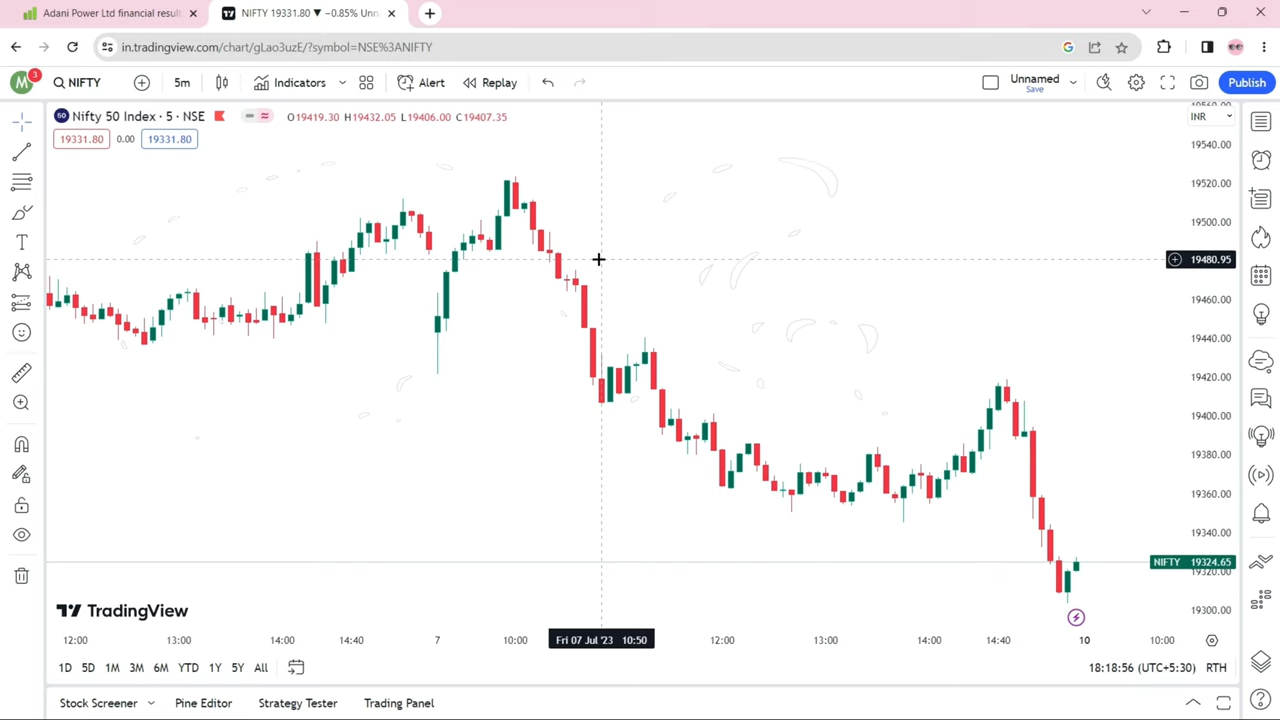 Adani Power Ltd financial result
NIFTY 19331.80 ▼ −0.85% Unn
in.tradingview.com/chart/gLao3uzE/?symbol=NSE%3ANIFTY
M 3
NIFTY
5m
Indicators
Alert
Replay
Unnamed
Save
Publish
50 Nifty 50 Index · 5 · NSE
O19419.30 H19432.05 L19406.00 C19407.35
INR
19331.80 0.00 19331.80
19540.00
19520.00
19500.00
19480.95
19460.00
19440.00
19420.00
19400.00
19380.00
19360.00
19340.00
NIFTY 19324.65
19320.00
19300.00
TradingView
12:00 13:00 14:00 14:40 7 10:00 Fri 07 Jul '23 10:50 12:00 13:00 14:00 14:40 10 10:00
1D 5D 1M 3M 6M YTD 1Y 5Y All
18:18:56 (UTC+5:30) RTH
Stock Screener Pine Editor Strategy Tester Trading Panel